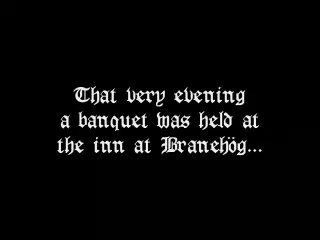 That very evening
a banquet was held at
the inn at Branehög...